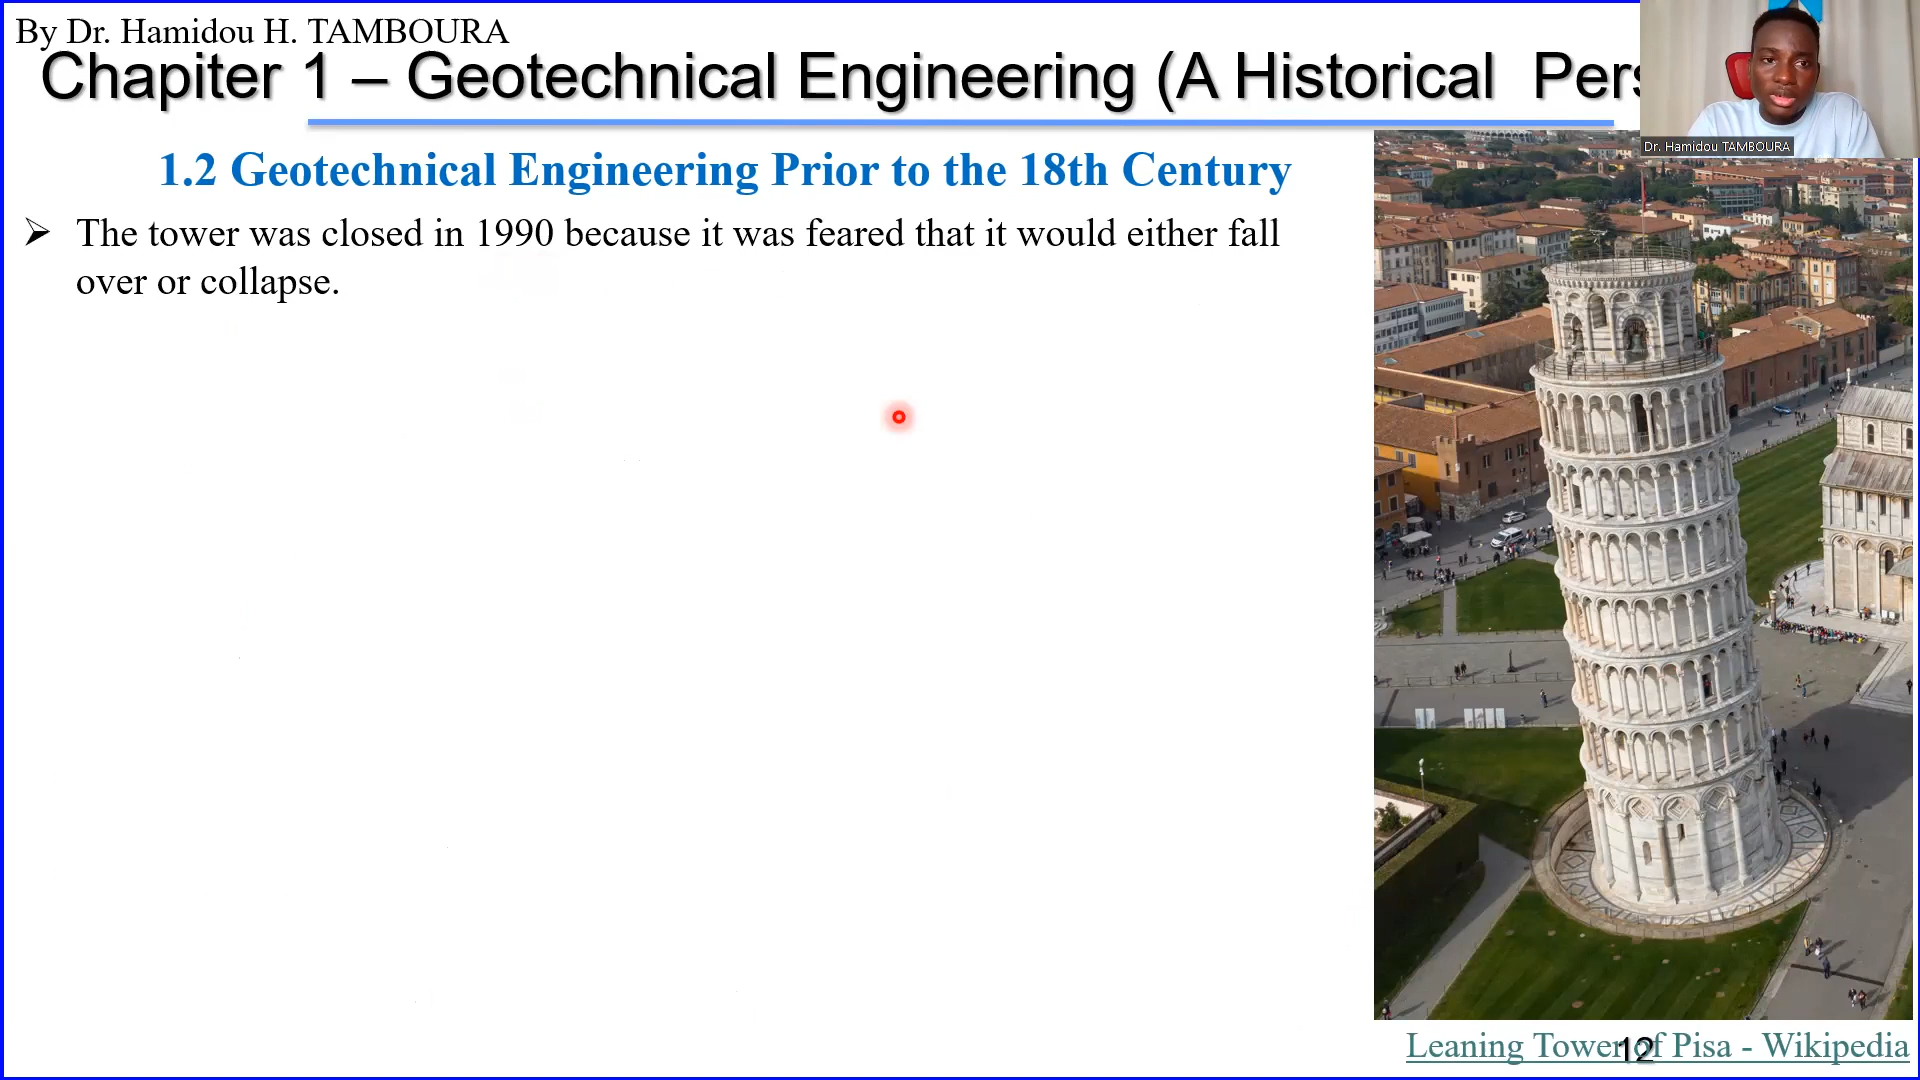 By Dr. Hamidou H. TAMBOURA
Chapiter 1 – Geotechnical Engineering (A Historical Pers
Dr. Hamidou TAMBOURA
1.2 Geotechnical Engineering Prior to the 18th Century
➢ The tower was closed in 1990 because it was feared that it would either fall
over or collapse.
Leaning Tower of Pisa - Wikipedia
12